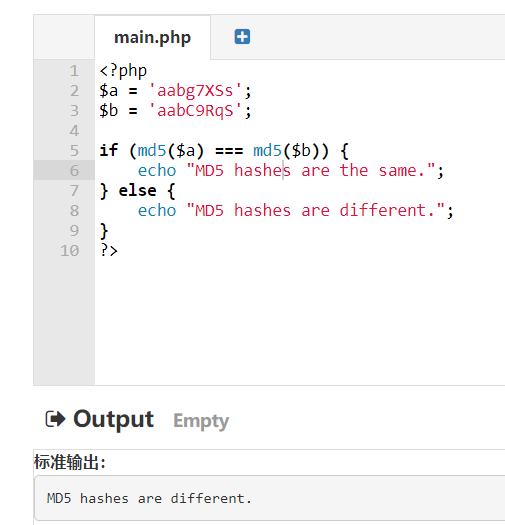 main.php
1 <?php
2 $a = 'aabg7XSs';
3 $b = 'aabC9RqS';
4
5 if (md5($a) === md5($b)) {
6     echo "MD5 hashes are the same.";
7 } else {
8     echo "MD5 hashes are different.";
9 }
10 ?>
Output Empty
标准输出:
MD5 hashes are different.